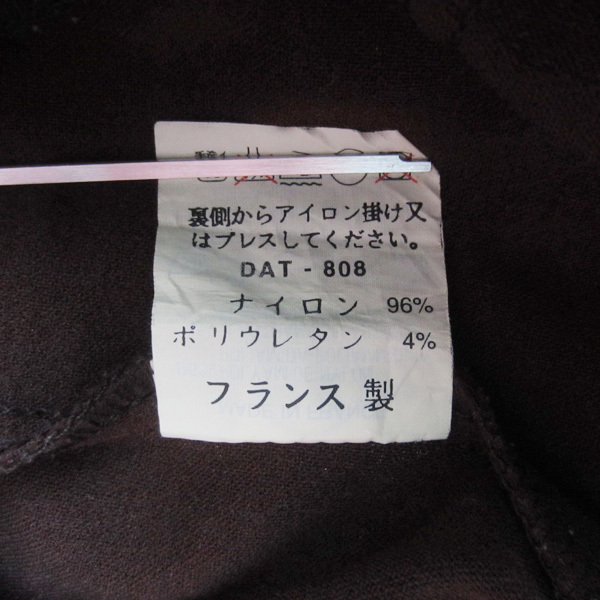 裏側からアイロン掛け又
はプレスしてください。
DAT - 808
ナイロン 96%
ポリウレタン 4%
フランス製